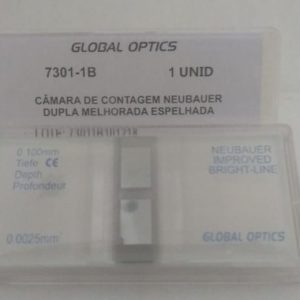 GLOBAL OPTICS
7301-1B 1 UNID
CÂMARA DE CONTAGEM NEUBAUER
DUPLA MELHORADA ESPELHADA
0.100mm
Tiefe CE
Depth
Profondeur
0.0025mm²
NEUBAUER
IMPROVED
BRIGHT-LINE
GLOBAL OPTICS